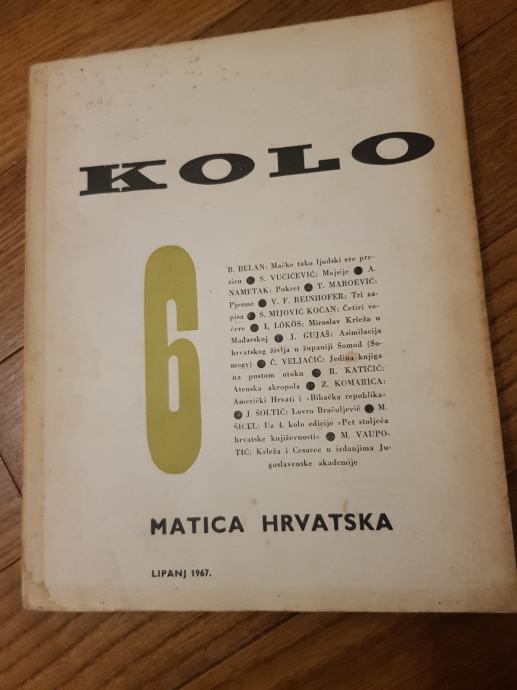 KOLO
6
B. BELAN: Mačke tako ljudski sve pre-
ziru ● S. VUČIĆEVIĆ: Mojsije ● A.
NAMETAK: Pokret ● T. MAROEVIĆ:
Pjesme ● V. F. REINHOFER: Tri za-
pisa ● S. MIJOVIĆ KOČAN: Četiri ve-
čere ● I. LÖKÖS: Miroslav Krleža u
Mađarskoj ● J. GUJAŠ: Asimilacija
hrvatskog življa u županiji Somod (So-
mogy) ● Č. VELJAČIĆ: Jedina knjiga
na pustom otoku ● R. KATIČIĆ:
Atenska akropola ● Z. KOMARICA:
Američki Hrvati i »Bihaćka republika«
● J. ŠOLTIĆ: Lovro Bračuljević ● M.
ŠICEL: Uz 4. kolo edicije »Pet stoljeća
hrvatske književnosti« ● M. VAUPO-
TIĆ: Krleža i Cesarec u izdanjima Ju-
goslavenske akademije
MATICA HRVATSKA
LIPANJ 1967.